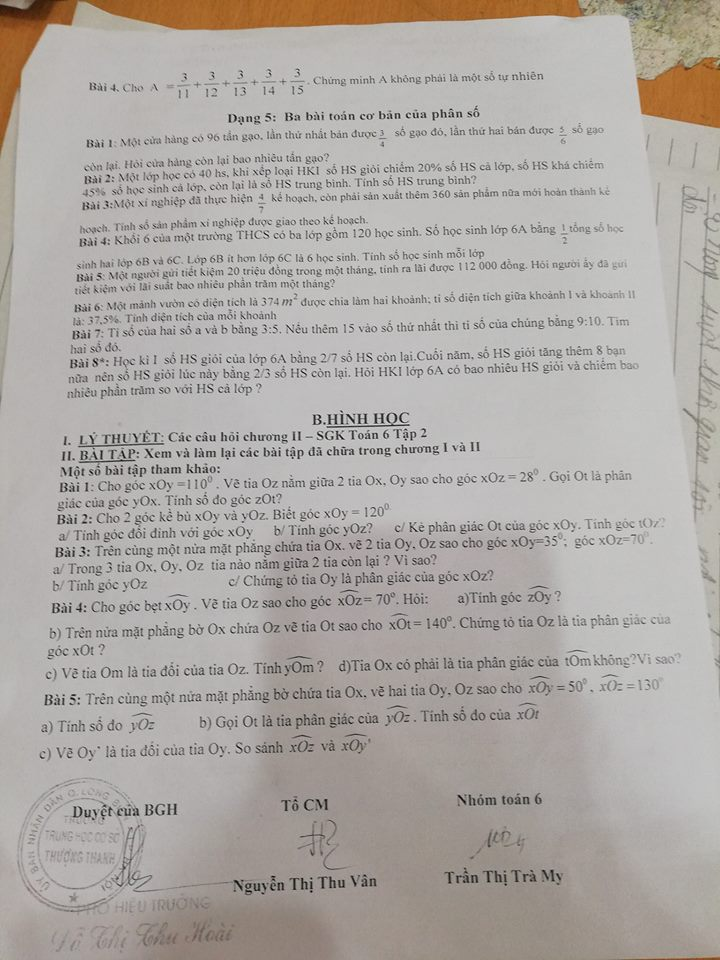 Bài 4. Cho A = 3/11 + 3/12 + 3/13 + 3/14 + 3/15. Chứng minh A không phải là một số tự nhiên
Dạng 5: Ba bài toán cơ bản của phân số
Bài 1: Một cửa hàng có 96 tấn gạo, lần thứ nhất bán được 3/4 số gạo đó, lần thứ hai bán được 5/6 số gạo
còn lại. Hỏi cửa hàng còn lại bao nhiêu tấn gạo?
Bài 2: Một lớp học có 40 hs, khi xếp loại HKI số HS giỏi chiếm 20% số HS cả lớp, số HS khá chiếm
45% số học sinh cả lớp, còn lại là số HS trung bình. Tính số HS trung bình?
Bài 3:Một xí nghiệp đã thực hiện 4/7 kế hoạch, còn phải sản xuất thêm 360 sản phẩm nữa mới hoàn thành kế
hoạch. Tính số sản phẩm xí nghiệp được giao theo kế hoạch.
Bài 4: Khối 6 của một trường THCS có ba lớp gồm 120 học sinh. Số học sinh lớp 6A bằng 1/2 tổng số học
sinh hai lớp 6B và 6C. Lớp 6B ít hơn lớp 6C là 6 học sinh. Tính số học sinh mỗi lớp
Bài 5: Một người gửi tiết kiệm 20 triệu đồng trong một tháng, tính ra lãi được 112 000 đồng. Hỏi người ấy đã gửi
tiết kiệm với lãi suất bao nhiêu phần trăm một tháng?
Bài 6: Một mảnh vườn có diện tích là 374 m² được chia làm hai khoảnh; tỉ số diện tích giữa khoảnh I và khoảnh II
là: 37,5%. Tính diện tích của mỗi khoảnh
Bài 7: Tỉ số của hai số a và b bằng 3:5. Nếu thêm 15 vào số thứ nhất thì tỉ số của chúng bằng 9:10. Tìm
hai số đó.
Bài 8*: Học kì I số HS giỏi của lớp 6A bằng 2/7 số HS còn lại.Cuối năm, số HS giỏi tăng thêm 8 bạn
nữa nên số HS giỏi lúc này bằng 2/3 số HS còn lại. Hỏi HKI lớp 6A có bao nhiêu HS giỏi và chiếm bao
nhiêu phần trăm so với HS cả lớp ?
B.HÌNH HỌC
I. LÝ THUYẾT: Các câu hỏi chương II – SGK Toán 6 Tập 2
II. BÀI TẬP: Xem và làm lại các bài tập đã chữa trong chương I và II
Một số bài tập tham khảo:
Bài 1: Cho góc xOy =110⁰ . Vẽ tia Oz nằm giữa 2 tia Ox, Oy sao cho góc xOz = 28⁰ . Gọi Ot là phân
giác của góc yOx. Tính số đo góc zOt?
Bài 2: Cho 2 góc kề bù xOy và yOz. Biết góc xOy = 120⁰
a/ Tính góc đối đỉnh với góc xOy b/ Tính góc yOz? c/ Kẻ phân giác Ot của góc xOy. Tính góc tOz?
Bài 3: Trên cùng một nửa mặt phẳng chứa tia Ox. vẽ 2 tia Oy, Oz sao cho góc xOy=35⁰; góc xOz=70⁰.
a/ Trong 3 tia Ox, Oy, Oz tia nào nằm giữa 2 tia còn lại ? Vì sao?
b/ Tính góc yOz c/ Chứng tỏ tia Oy là phân giác của góc xOz?
Bài 4: Cho góc bẹt xOy . Vẽ tia Oz sao cho góc xOz = 70⁰. Hỏi: a)Tính góc zOy ?
b) Trên nửa mặt phẳng bờ Ox chứa Oz vẽ tia Ot sao cho xOt = 140⁰. Chứng tỏ tia Oz là tia phân giác của
góc xOt ?
c) Vẽ tia Om là tia đối của tia Oz. Tính yOm ? d)Tia Ox có phải là tia phân giác của tOm không?Vì sao?
Bài 5: Trên cùng một nửa mặt phẳng bờ chứa tia Ox, vẽ hai tia Oy, Oz sao cho xOy = 50⁰ , xOz = 130⁰
a) Tính số đo yOz b) Gọi Ot là tia phân giác của yOz . Tính số đo của xOt
c) Vẽ Oy' là tia đối của tia Oy. So sánh xOz và xOy'
Duyệt của BGH Tổ CM Nhóm toán 6
TRUNG HỌC CƠ SỞ
THƯỢNG THANH
Nguyễn Thị Thu Vân Trần Thị Trà My
PHÓ HIỆU TRƯỞNG
Thị Thu Hoài